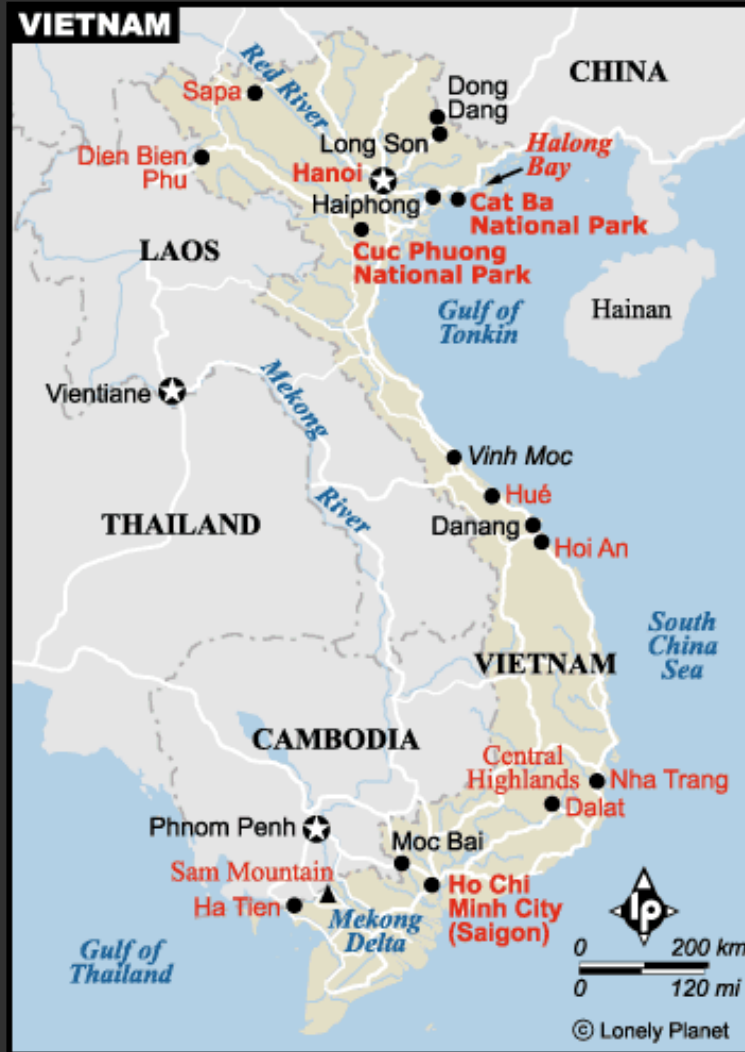 VIETNAM
CHINA
Red River
Sapa
Dong
Dang
Long Son
Halong
Bay
Dien Bien
Phu
Hanoi
Haiphong
Cat Ba
National Park
LAOS
Cuc Phuong
National Park
Gulf of
Tonkin
Hainan
Vientiane
Mekong
River
Vinh Moc
Hué
THAILAND
Danang
Hoi An
South
China
Sea
VIETNAM
CAMBODIA
Central
Highlands
Nha Trang
Dalat
Phnom Penh
Moc Bai
Sam Mountain
Ha Tien
Ho Chi
Minh City
(Saigon)
Mekong
Delta
Gulf of
Thailand
lp
0 200 km
0 120 mi
© Lonely Planet